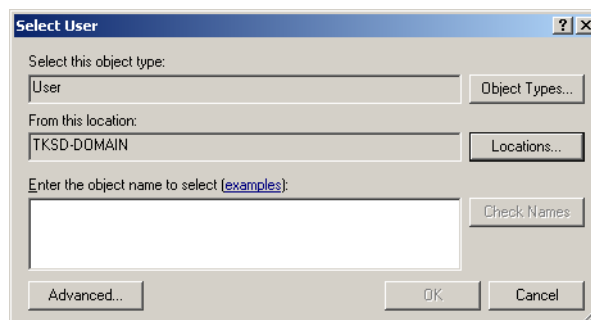 Select User
Select this object type:
User
Object Types...
From this location:
TKSD-DOMAIN
Locations...
Enter the object name to select (examples):
Check Names
Advanced...
OK
Cancel